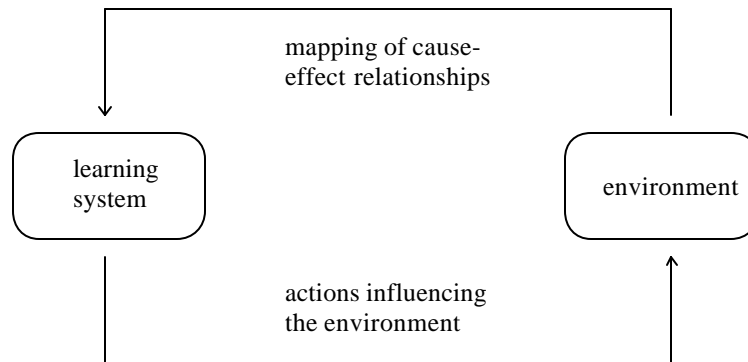 mapping of cause-
effect relationships
learning
system
environment
actions influencing
the environment